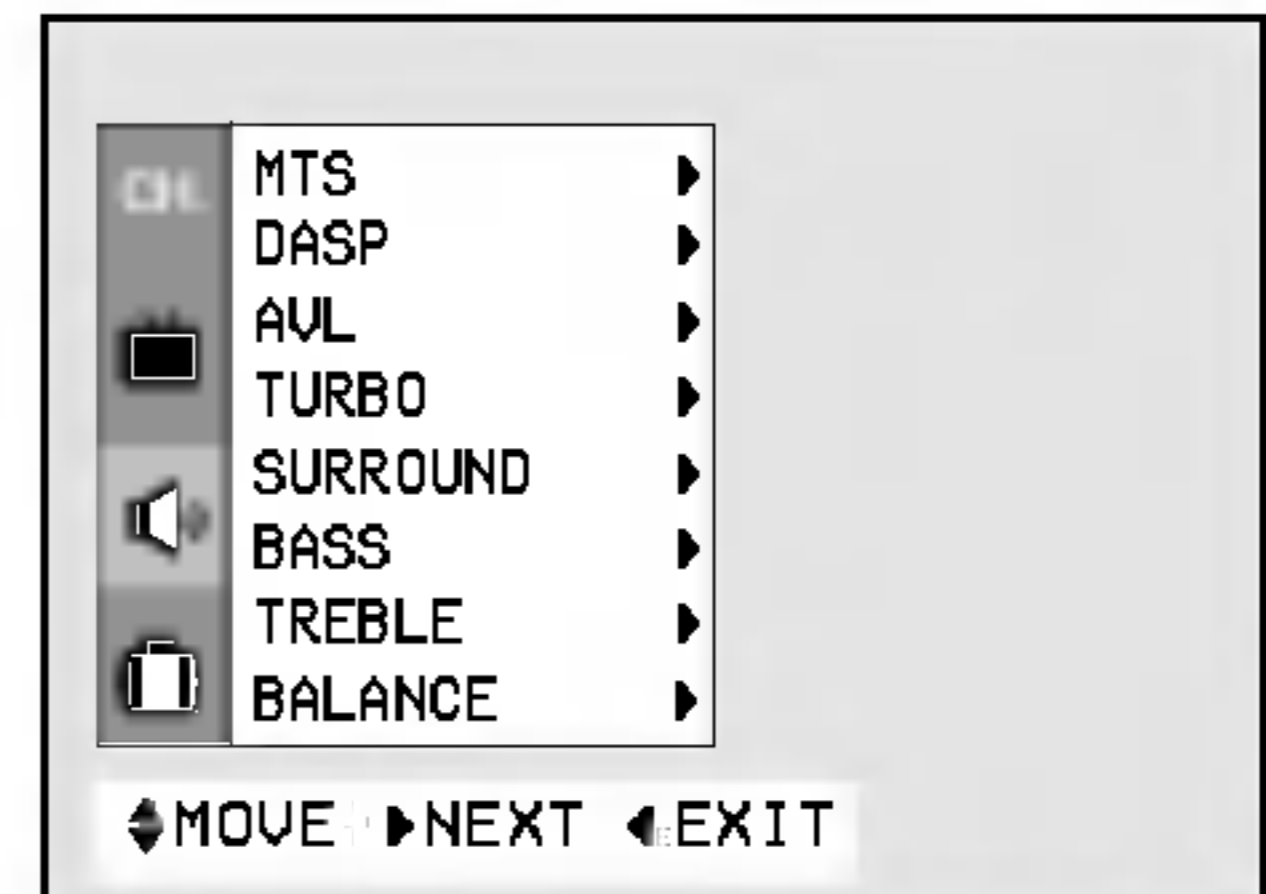 MTS
DASP
AVL
TURBO
SURROUND
BASS
TREBLE
BALANCE
MOVE NEXT EXIT